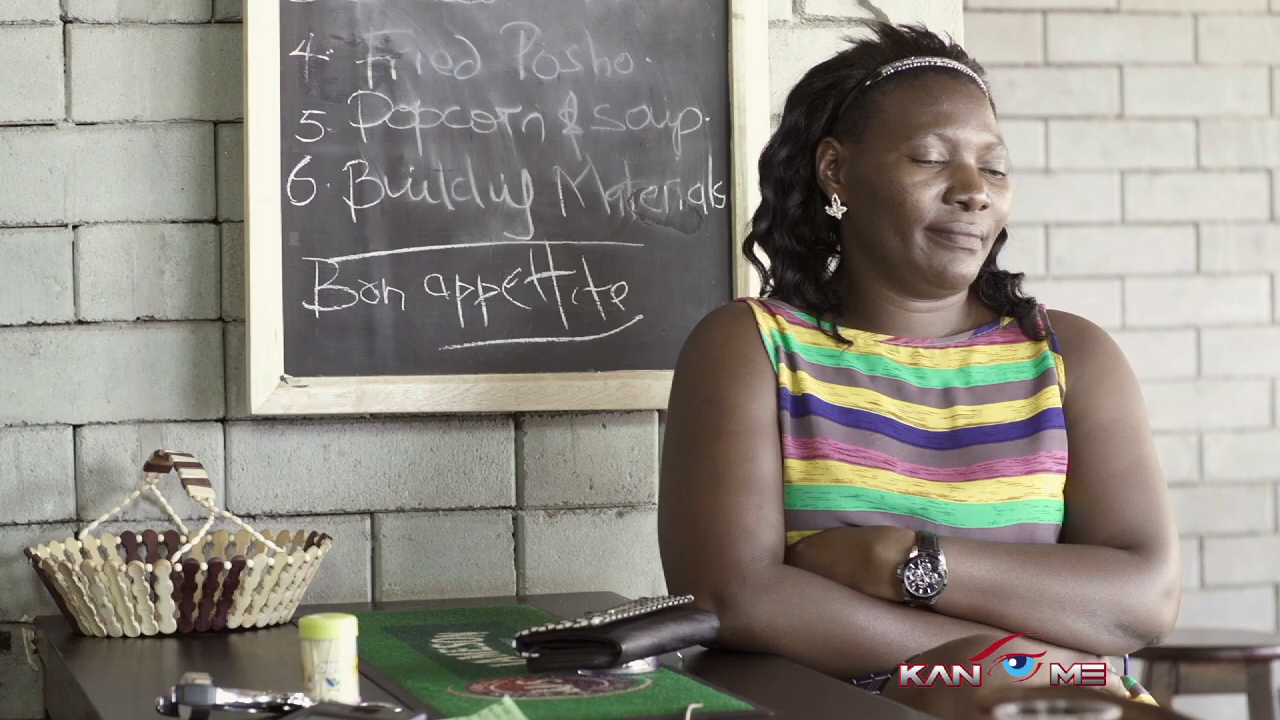 4. Fried Posho.
5. Popcorn & soup.
6. Building Materials
Bon appettite
KAN ME